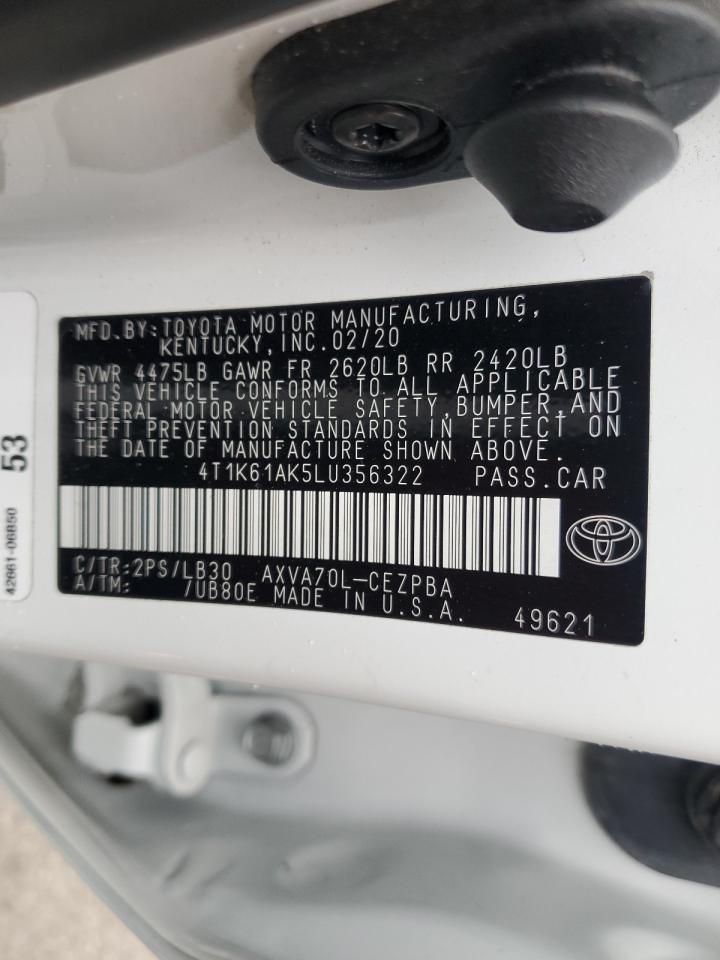 MFD.BY:TOYOTA MOTOR MANUFACTURING,
KENTUCKY, INC.02/20
GVWR 4475LB GAWR FR 2620LB RR 2420LB
THIS VEHICLE CONFORMS TO ALL APPLICABLE
FEDERAL MOTOR VEHICLE SAFETY,BUMPER,AND
THEFT PREVENTION STANDARDS IN EFFECT ON
THE DATE OF MANUFACTURE SHOWN ABOVE.
4T1K61AK5LU356322 PASS.CAR
C/TR:2PS/LB30 AXVA70L-CEZPBA
A/TM: /UB80E MADE IN U.S.A. 49621
53
42661-06850